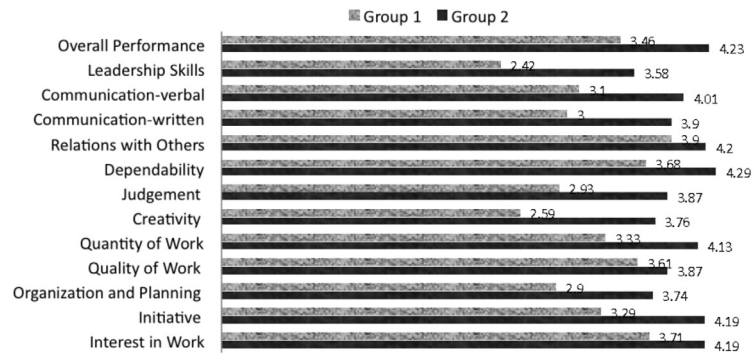 Group 1 Group 2
Overall Performance 3.46 4.23
Leadership Skills 2.42 3.58
Communication-verbal 3.1 4.01
Communication-written 3 3.9
Relations with Others 3.9 4.2
Dependability 3.68 4.29
Judgement 2.93 3.87
Creativity 2.59 3.76
Quantity of Work 3.33 4.13
Quality of Work 3.61 3.87
Organization and Planning 2.9 3.74
Initiative 3.29 4.19
Interest in Work 3.71 4.19